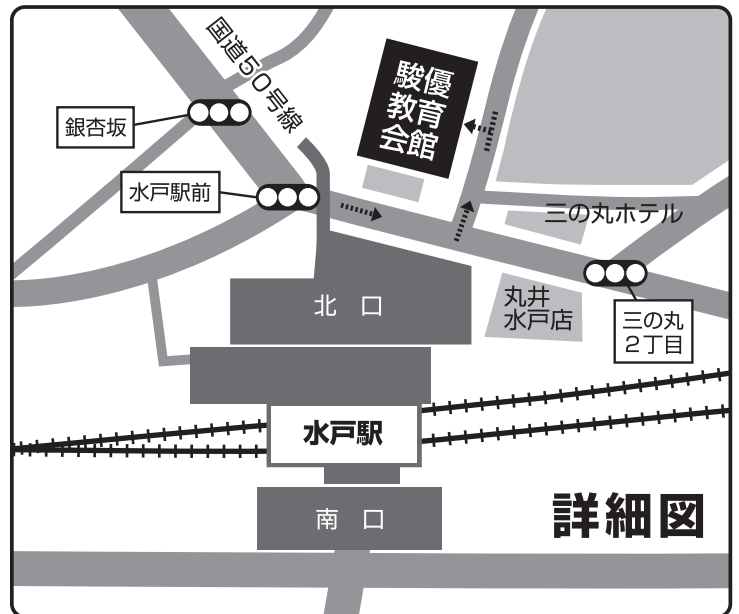 国道50号線
駿優
教育
会館
銀杏坂
水戸駅前
三の丸ホテル
北口
丸井
水戸店
三の丸
2丁目
水戸駅
南口
詳細図